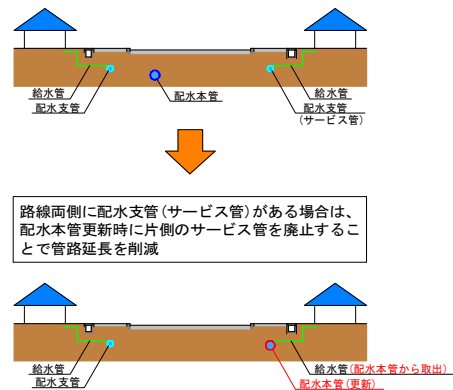 給水管
配水支管
配水本管
給水管
配水支管
(サービス管)
路線両側に配水支管(サービス管)がある場合は、
配水本管更新時に片側のサービス管を廃止するこ
とで管路延長を削減
給水管
配水支管
給水管(配水本管から取出)
配水本管(更新)